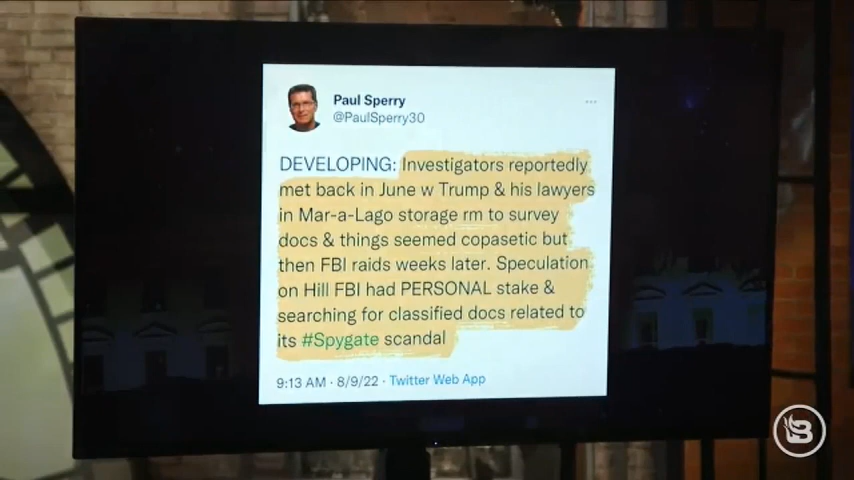 Paul Sperry
@PaulSperry30
DEVELOPING: Investigators reportedly
met back in June w Trump & his lawyers
in Mar-a-Lago storage rm to survey
docs & things seemed copasetic but
then FBI raids weeks later. Speculation
on Hill FBI had PERSONAL stake &
searching for classified docs related to
its #Spygate scandal
9:13 AM · 8/9/22 · Twitter Web App
B